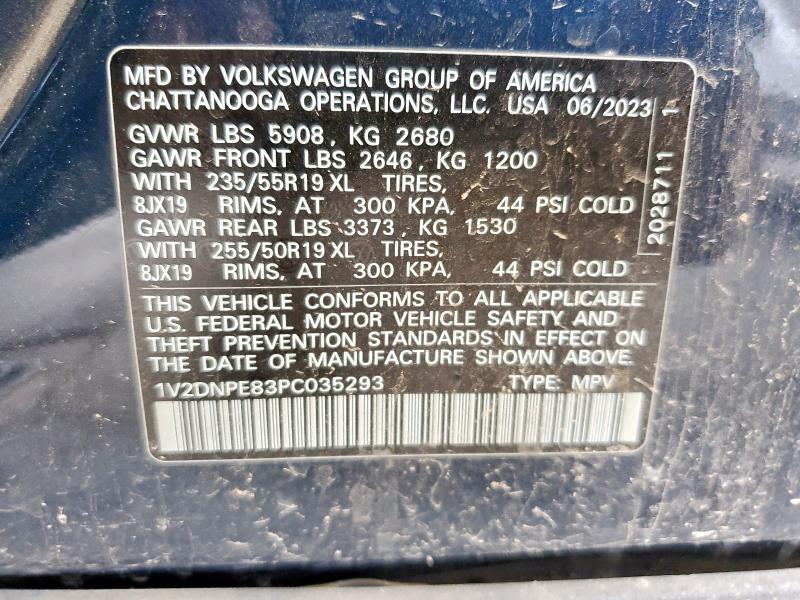 MFD BY VOLKSWAGEN GROUP OF AMERICA
CHATTANOOGA OPERATIONS, LLC. USA 06/2023
GVWR LBS 5908, KG 2680
GAWR FRONT LBS 2646, KG 1200
WITH 235/55R19 XL TIRES,
8JX19 RIMS, AT 300 KPA, 44 PSI COLD
GAWR REAR LBS 3373, KG 1530
WITH 255/50R19 XL TIRES,
8JX19 RIMS, AT 300 KPA, 44 PSI COLD
THIS VEHICLE CONFORMS TO ALL APPLICABLE
U.S. FEDERAL MOTOR VEHICLE SAFETY AND
THEFT PREVENTION STANDARDS IN EFFECT ON
THE DATE OF MANUFACTURE SHOWN ABOVE.
1V2DNPE83PC035293 TYPE: MPV
2028711 1